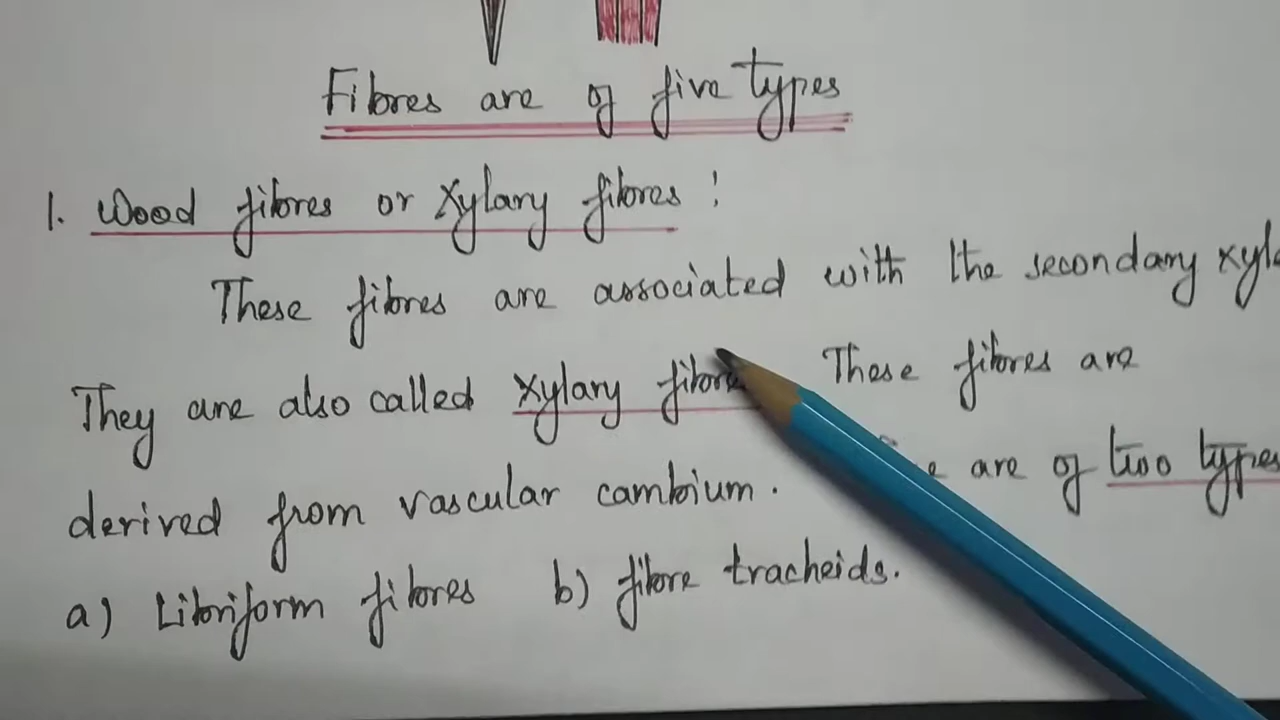 Fibres are of five types
1. Wood fibres or Xylary fibres :
These fibres are associated with the secondary
They are also called Xylary These fibres are
derived from vascular cambium. are of two types
a) Libriform fibres b) fibre tracheids.